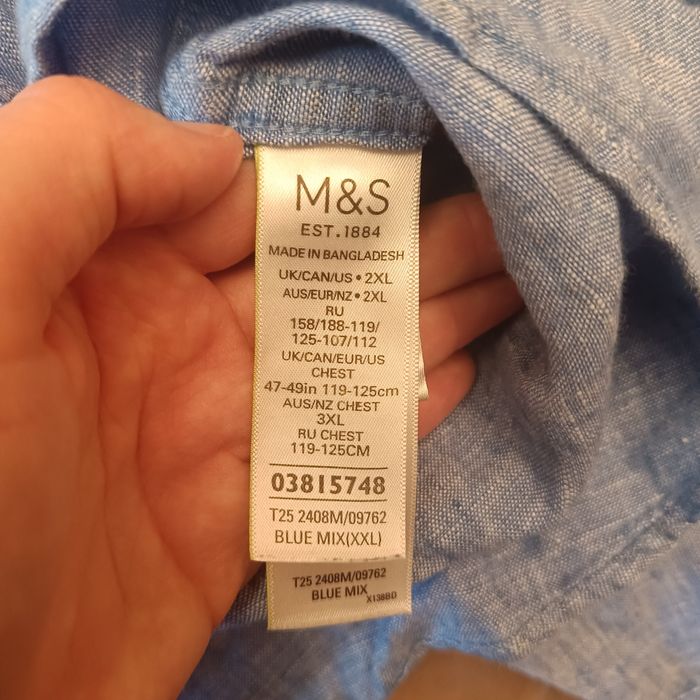 M&S
EST.1884
MADE IN BANGLADESH
UK/CAN/US • 2XL
AUS/EUR/NZ • 2XL
RU
158/188-119/
125-107/112
UK/CAN/EUR/US
CHEST
47-49in 119-125cm
AUS/NZ CHEST
3XL
RU CHEST
119-125CM
03815748
T25 2408M/09762
BLUE MIX(XXL)
T25 2408M/09762
BLUE MIX
X138BD